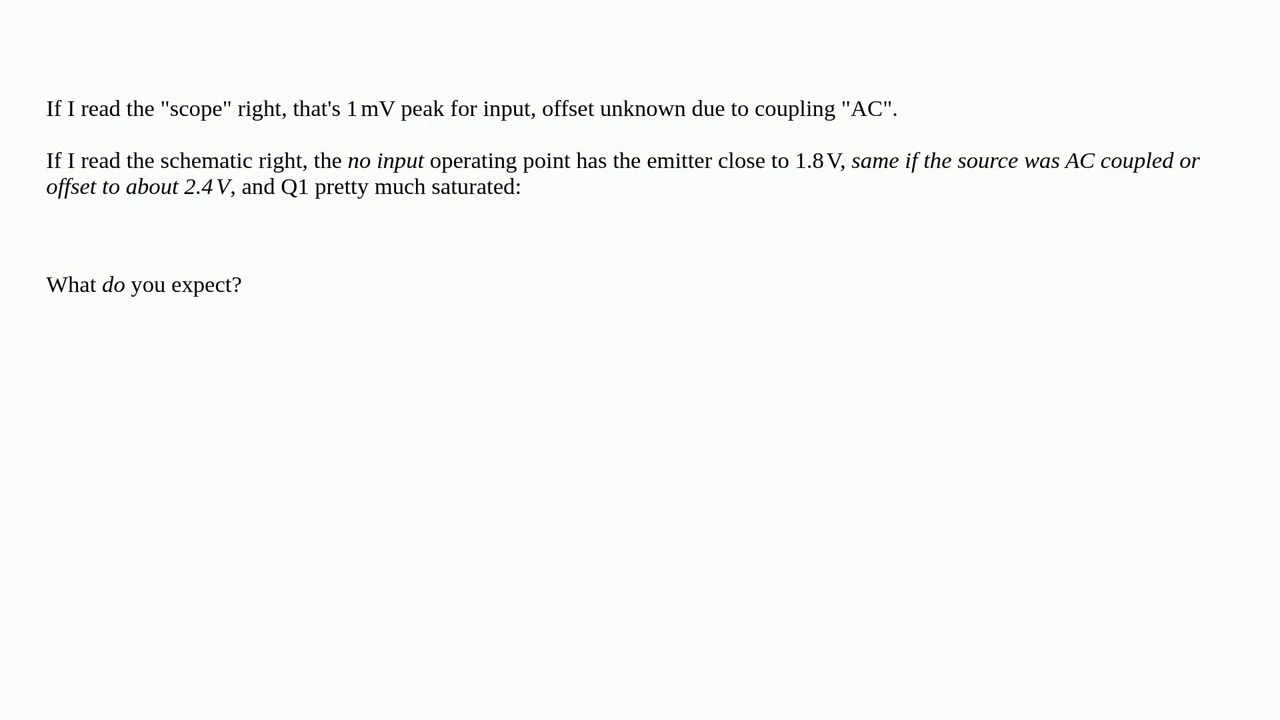 If I read the "scope" right, that's 1 mV peak for input, offset unknown due to coupling "AC".
If I read the schematic right, the no input operating point has the emitter close to 1.8 V, same if the source was AC coupled or
offset to about 2.4 V, and Q1 pretty much saturated:
What do you expect?